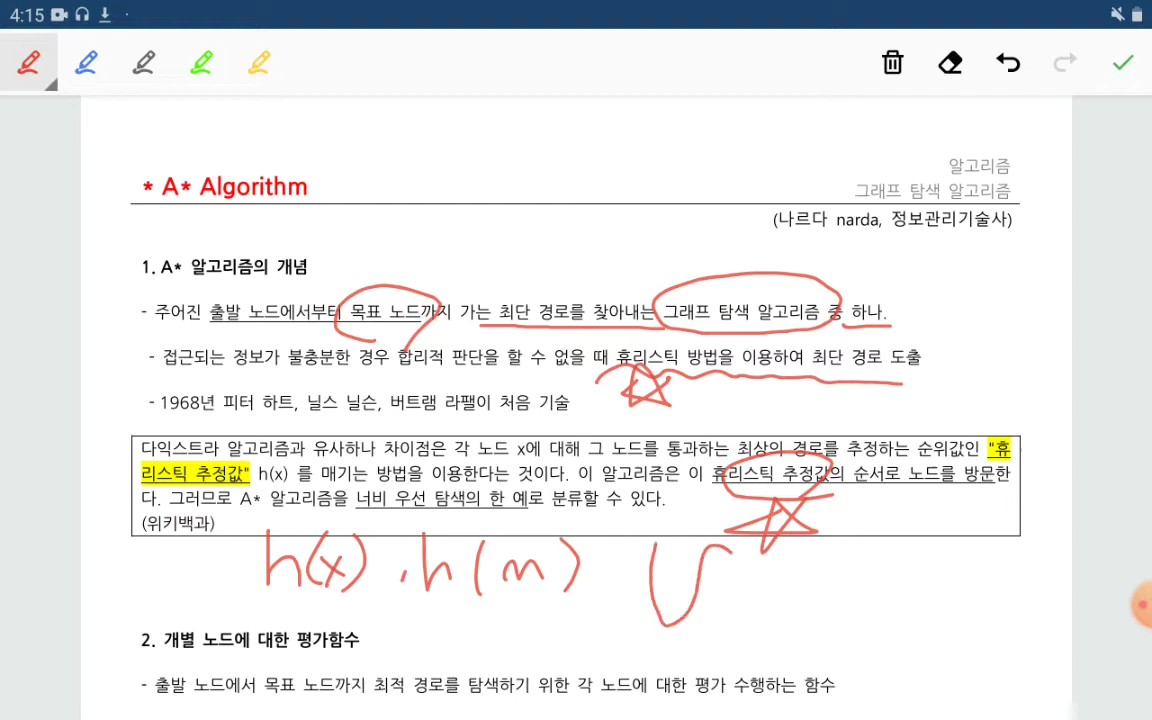 4:15
알고리즘
* A* Algorithm
그래프 탐색 알고리즘
(나르다 narda, 정보관리기술사)
1. A* 알고리즘의 개념
- 주어진 출발 노드에서부터 목표 노드까지 가는 최단 경로를 찾아내는 그래프 탐색 알고리즘 중 하나.
- 접근되는 정보가 불충분한 경우 합리적 판단을 할 수 없을 때 휴리스틱 방법을 이용하여 최단 경로 도출
- 1968년 피터 하트, 닐스 닐슨, 버트램 라팰이 처음 기술
다익스트라 알고리즘과 유사하나 차이점은 각 노드 x에 대해 그 노드를 통과하는 최상의 경로를 추정하는 순위값인 "휴
리스틱 추정값" h(x) 를 매기는 방법을 이용한다는 것이다. 이 알고리즘은 이 휴리스틱 추정값의 순서로 노드를 방문한
다. 그러므로 A* 알고리즘을 너비 우선 탐색의 한 예로 분류할 수 있다.
(위키백과)
h(x) , h(n)
2. 개별 노드에 대한 평가함수
- 출발 노드에서 목표 노드까지 최적 경로를 탐색하기 위한 각 노드에 대한 평가 수행하는 함수